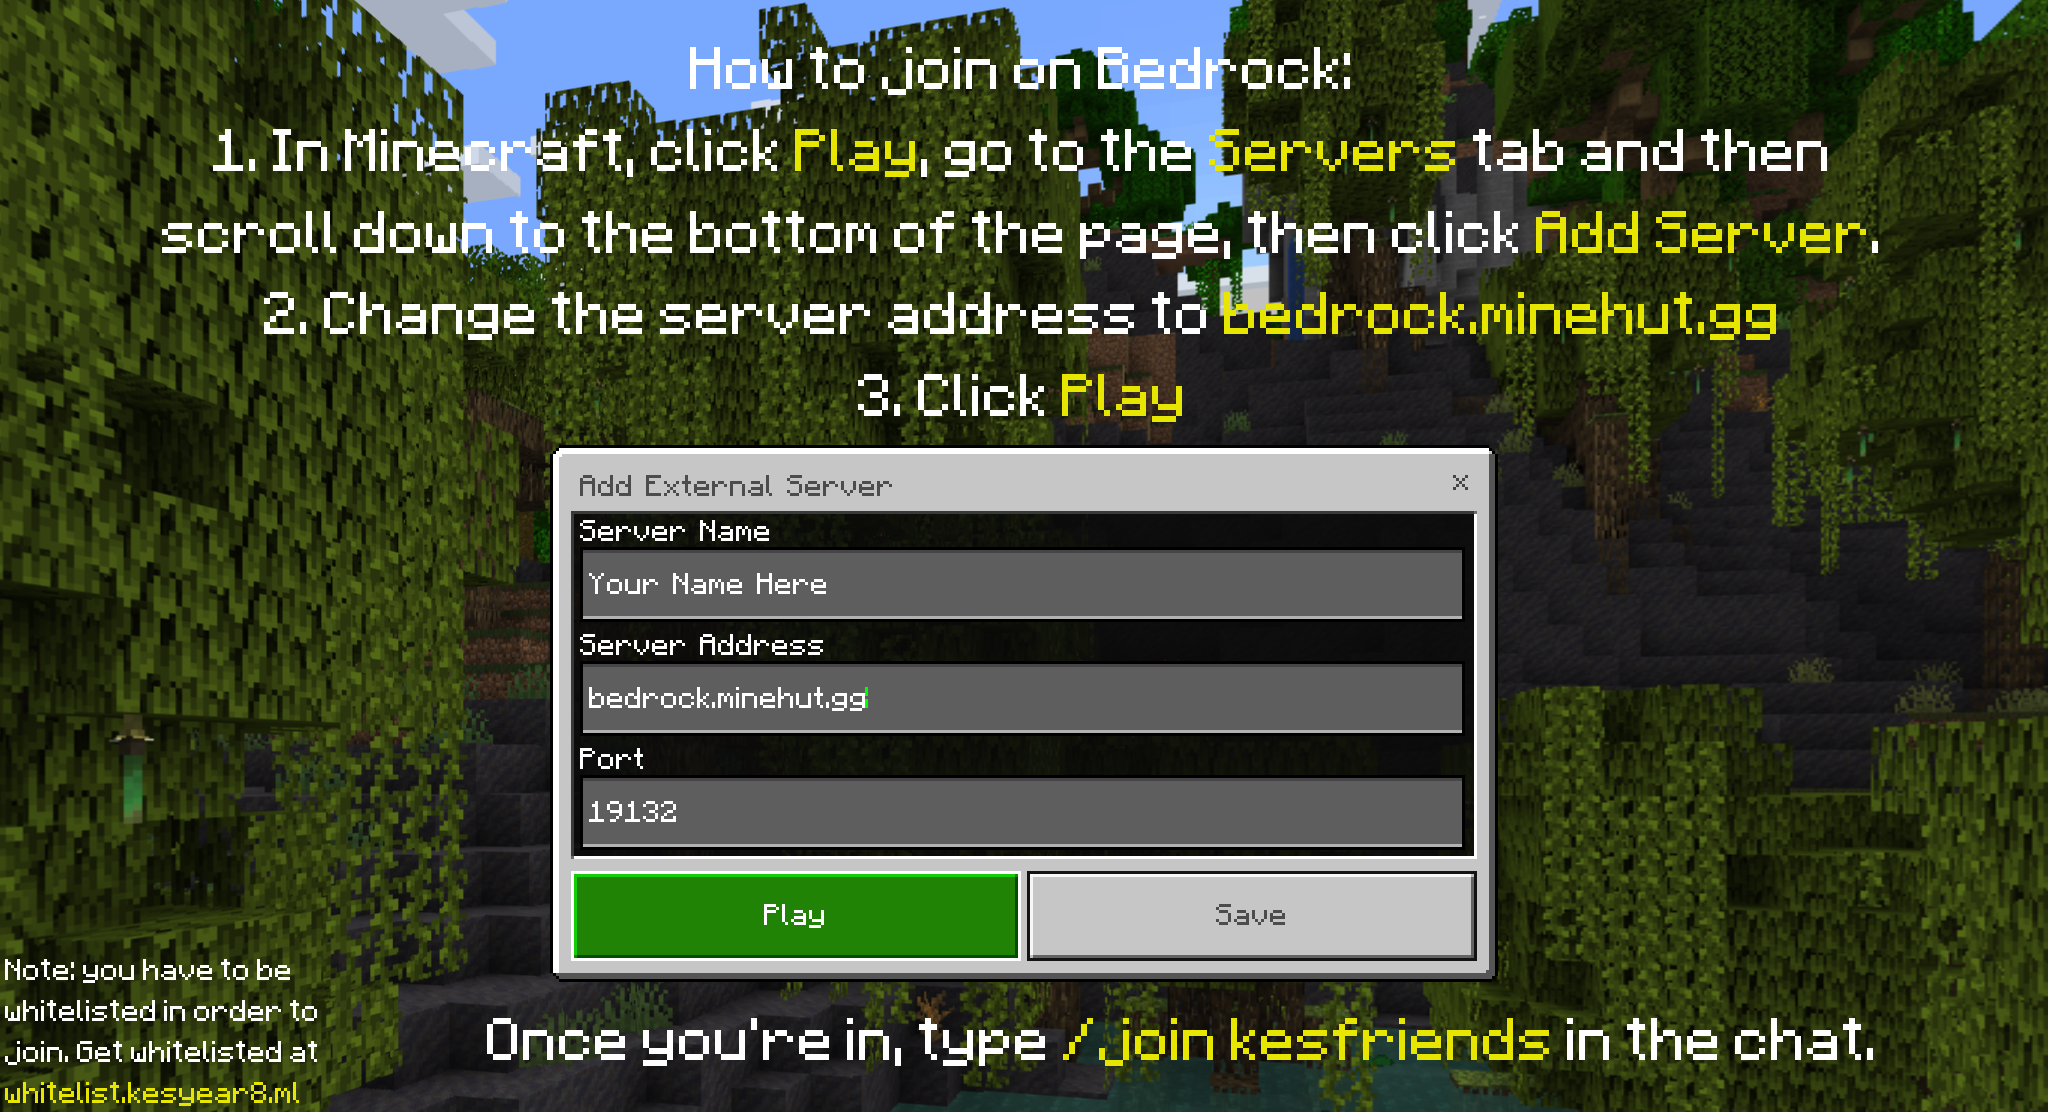 How to join on Bedrock:
1. In Minecraft, click Play, go to the Servers tab and then
scroll down to the bottom of the page, then click Add Server.
2. Change the server address to bedrock.minehut.gg
3. Click Play
Add External Server
Server Name
Your Name Here
Server Address
bedrock.minehut.gg
Port
19132
Play
Save
Note: you have to be
whitelisted in order to
join. Get whitelisted at
whitelist.kesyear8.ml
Once you're in, type /join kesfriends in the chat.